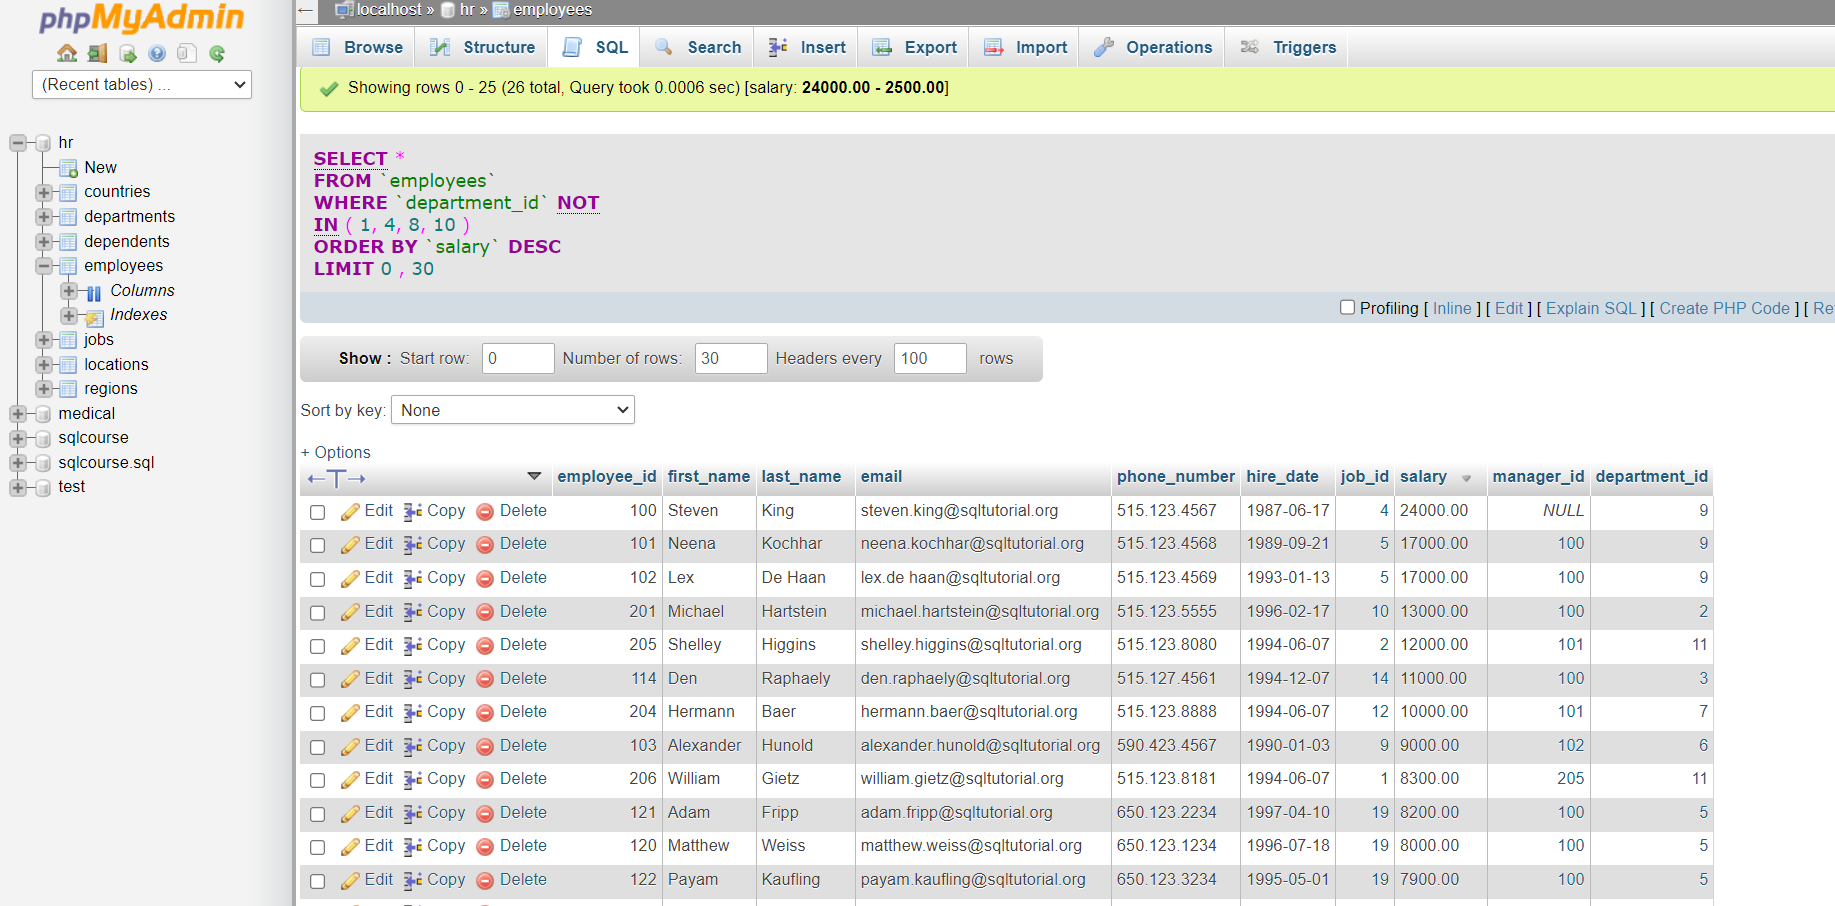 phpMyAdmin
(Recent tables) ...
hr
New
countries
departments
dependents
employees
Columns
Indexes
jobs
locations
regions
medical
sqlcourse
sqlcourse.sql
test
localhost » hr » employees
Browse Structure SQL Search Insert Export Import Operations Triggers
Showing rows 0 - 25 (26 total, Query took 0.0006 sec) [salary: 24000.00 - 2500.00]
SELECT *
FROM `employees`
WHERE `department_id` NOT
IN ( 1, 4, 8, 10 )
ORDER BY `salary` DESC
LIMIT 0 , 30
Profiling [ Inline ] [ Edit ] [ Explain SQL ] [ Create PHP Code ] [ Re
Show : Start row: 0 Number of rows: 30 Headers every 100 rows
Sort by key: None
+ Options
←T→ employee_id first_name last_name email phone_number hire_date job_id salary manager_id department_id
Edit Copy Delete 100 Steven King steven.king@sqltutorial.org 515.123.4567 1987-06-17 4 24000.00 NULL 9
Edit Copy Delete 101 Neena Kochhar neena.kochhar@sqltutorial.org 515.123.4568 1989-09-21 5 17000.00 100 9
Edit Copy Delete 102 Lex De Haan lex.de haan@sqltutorial.org 515.123.4569 1993-01-13 5 17000.00 100 9
Edit Copy Delete 201 Michael Hartstein michael.hartstein@sqltutorial.org 515.123.5555 1996-02-17 10 13000.00 100 2
Edit Copy Delete 205 Shelley Higgins shelley.higgins@sqltutorial.org 515.123.8080 1994-06-07 2 12000.00 101 11
Edit Copy Delete 114 Den Raphaely den.raphaely@sqltutorial.org 515.127.4561 1994-12-07 14 11000.00 100 3
Edit Copy Delete 204 Hermann Baer hermann.baer@sqltutorial.org 515.123.8888 1994-06-07 12 10000.00 101 7
Edit Copy Delete 103 Alexander Hunold alexander.hunold@sqltutorial.org 590.423.4567 1990-01-03 9 9000.00 102 6
Edit Copy Delete 206 William Gietz william.gietz@sqltutorial.org 515.123.8181 1994-06-07 1 8300.00 205 11
Edit Copy Delete 121 Adam Fripp adam.fripp@sqltutorial.org 650.123.2234 1997-04-10 19 8200.00 100 5
Edit Copy Delete 120 Matthew Weiss matthew.weiss@sqltutorial.org 650.123.1234 1996-07-18 19 8000.00 100 5
Edit Copy Delete 122 Payam Kaufling payam.kaufling@sqltutorial.org 650.123.3234 1995-05-01 19 7900.00 100 5